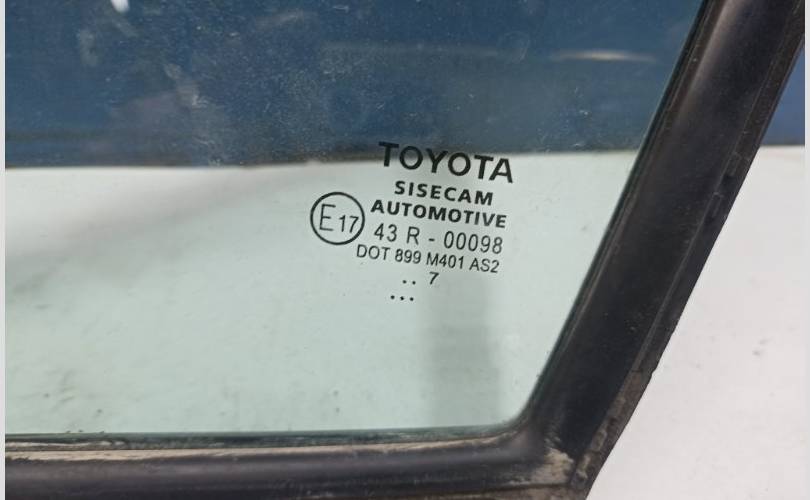 TOYOTA
SISECAM
AUTOMOTIVE
E17 43 R - 00098
DOT 899 M401 AS2
.. 7
...